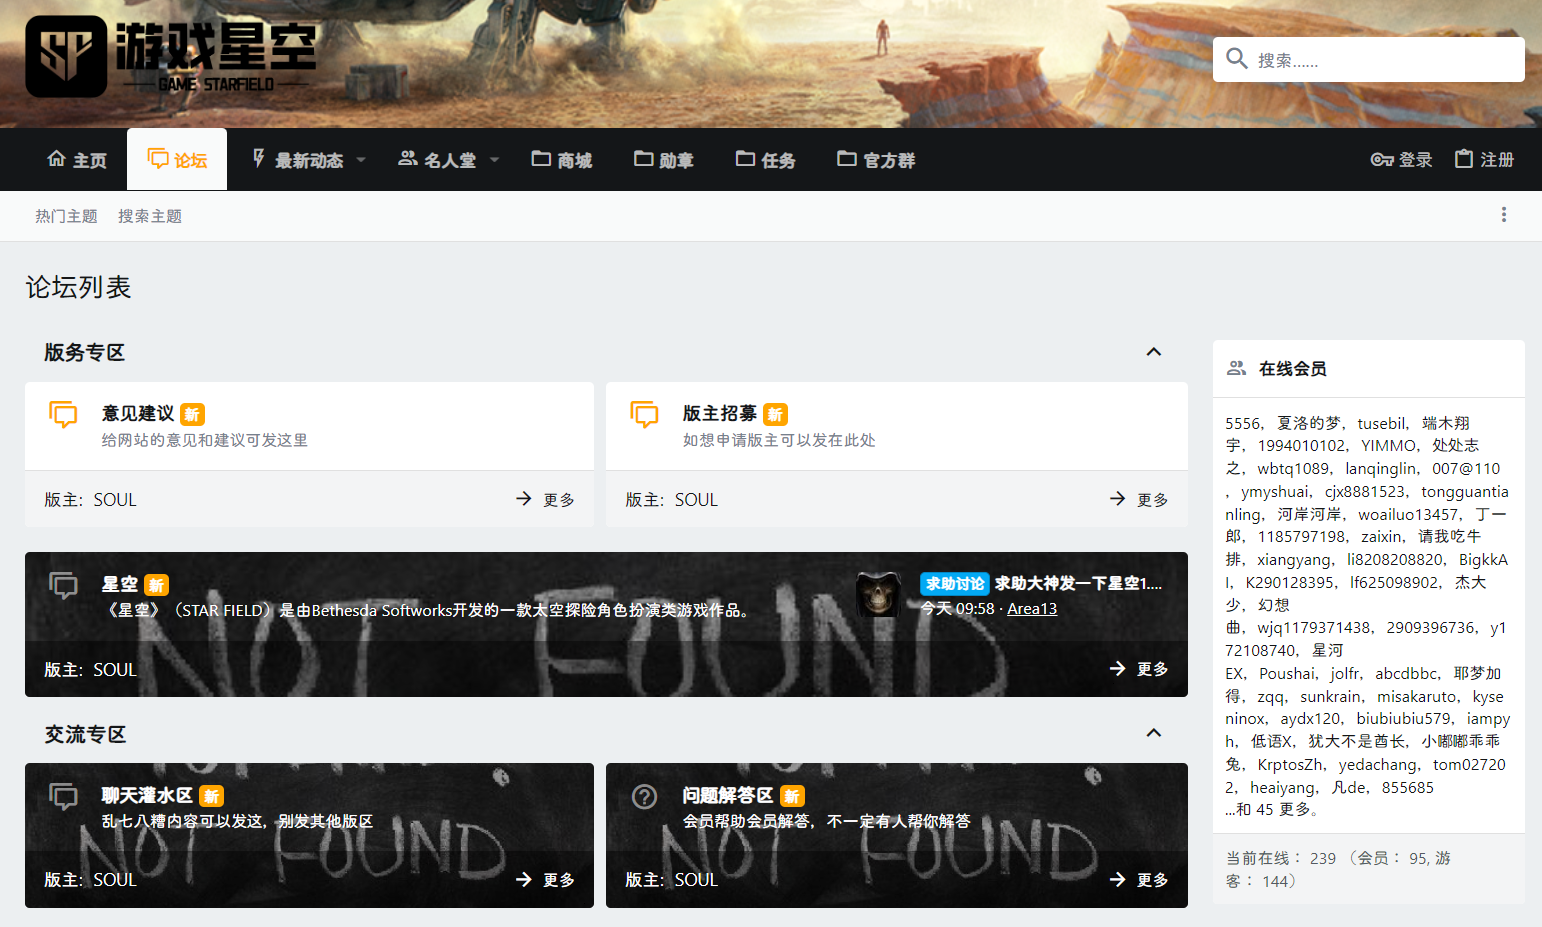 SF 游戏星空
GAME STARFIELD
搜索......
主页 论坛 最新动态 名人堂 商城 勋章 任务 官方群 登录 注册
热门主题 搜索主题
论坛列表
版务专区
意见建议 新
给网站的意见和建议可发这里
版主: SOUL 更多
版主招募 新
如想申请版主可以发在此处
版主: SOUL 更多
星空 新
《星空》（STAR FIELD）是由Bethesda Softworks开发的一款太空探险角色扮演类游戏作品。
求助讨论 求助大神发一下星空1....
今天 09:58 · Area13
NOT FOUND
版主: SOUL 更多
交流专区
聊天灌水区 新
乱七八糟内容可以发这，别发其他版区
NOT FOUND
版主: SOUL 更多
问题解答区 新
会员帮助会员解答，不一定有人帮你解答
NOT FOUND
版主: SOUL 更多
在线会员
5556, 夏洛的梦, tusebil, 端木翔
宇, 1994010102, YIMMO, 处处志
之, wbtq1089, lanqinglin, 007@110
, ymyshuai, cjx8881523, tongguantia
nling, 河岸河岸, woailuo13457, 丁一
郎, 1185797198, zaixin, 请我吃牛
排, xiangyang, li8208208820, BigkkA
I, K290128395, lf625098902, 杰大
少, 幻想
曲, wjq1179371438, 2909396736, y1
72108740, 星河
EX, Poushai, jolfr, abcdbbc, 耶梦加
得, zqq, sunkrain, misakaruto, kyse
ninox, aydx120, biubiubiu579, iampy
h, 低语X, 犹大不是酋长, 小嘟嘟乖乖
兔, KrptosZh, yedachang, tom02720
2, heaiyang, 凡de, 855685
...和 45 更多。
当前在线： 239 （会员： 95, 游
客： 144）